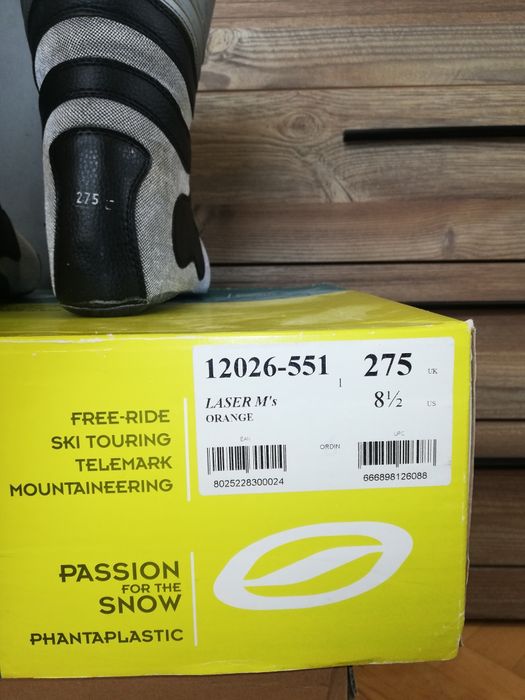 275
12026-551
1
275 UK
LASER M's
8½ US
ORANGE
EAN
ORDIN
UPC
8025228300024
666898126088
FREE-RIDE
SKI TOURING
TELEMARK
MOUNTAINEERING
PASSION
FOR THE
SNOW
PHANTAPLASTIC